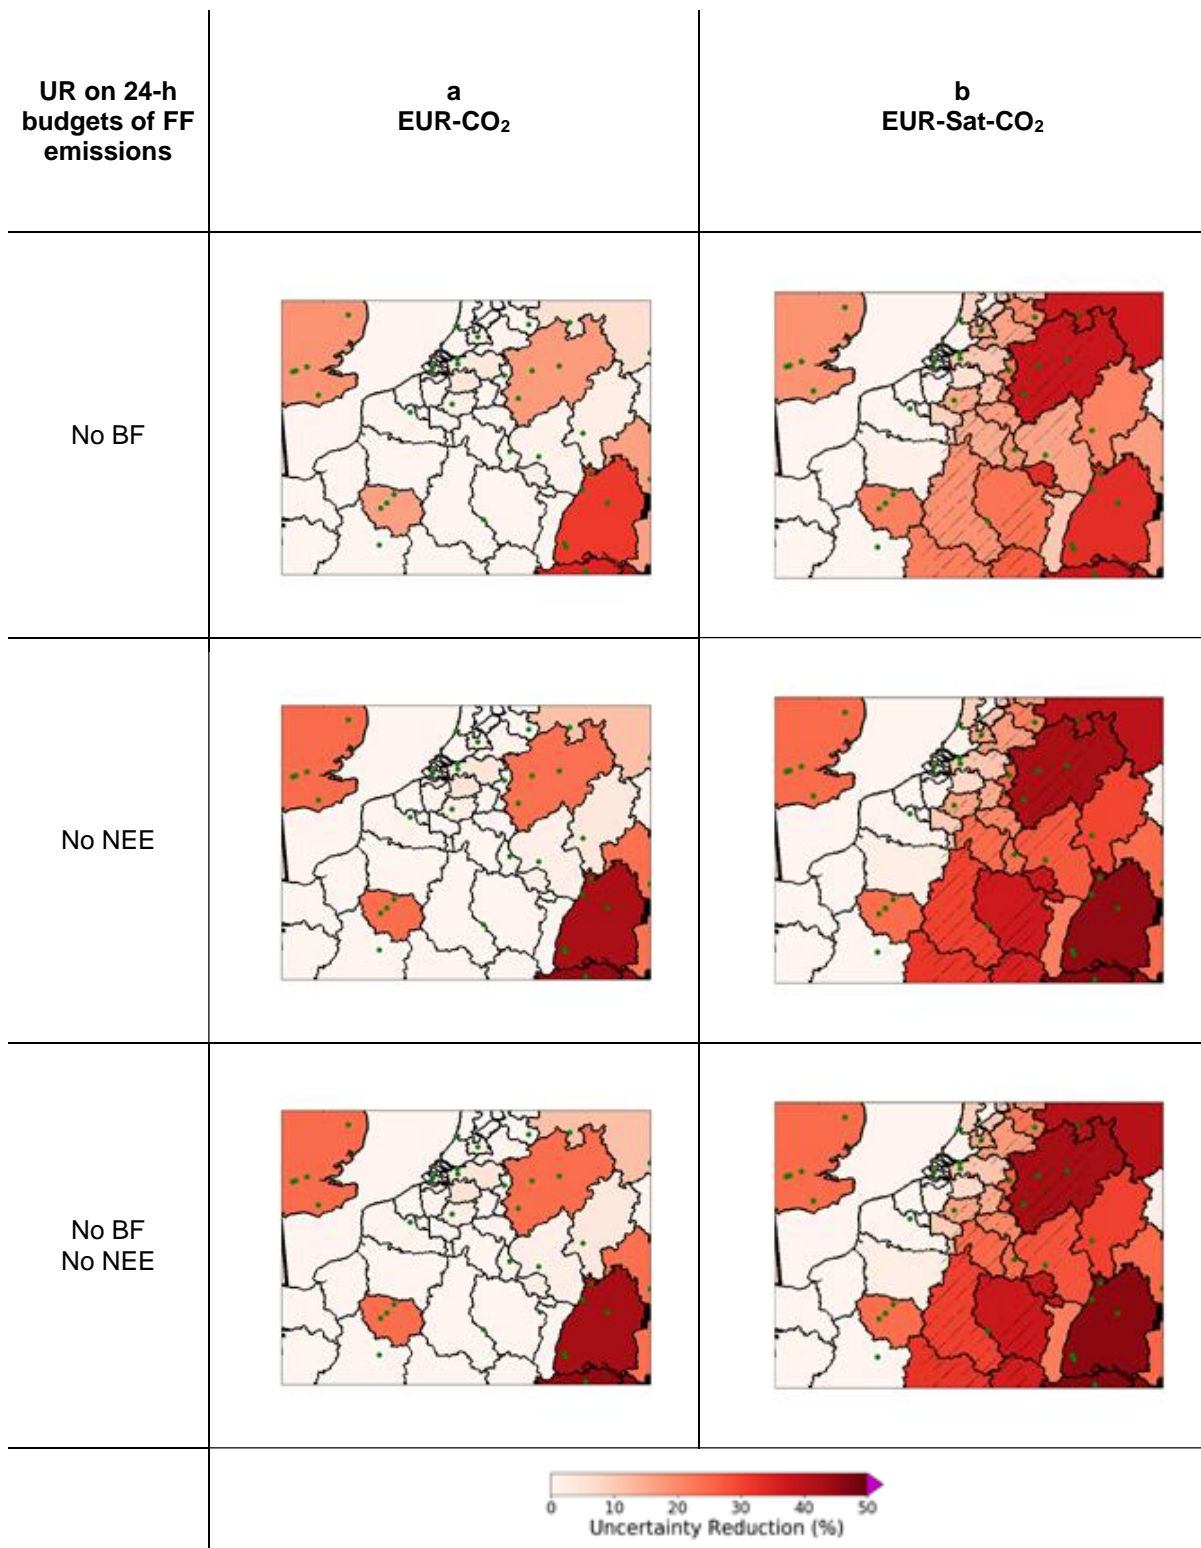 UR on 24-h
budgets of FF
emissions
a
EUR-CO₂
b
EUR-Sat-CO₂
No BF
No NEE
No BF
No NEE
0 10 20 30 40 50
Uncertainty Reduction (%)